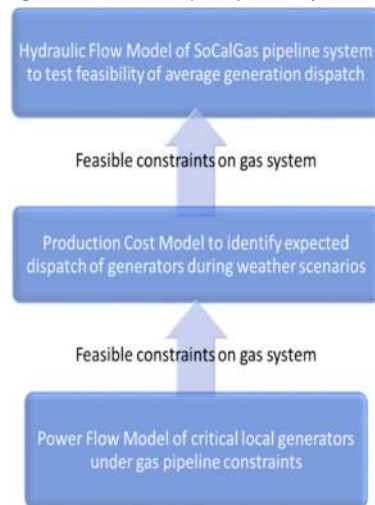 Hydraulic Flow Model of SoCalGas pipeline system
to test feasibility of average generation dispatch
Feasible constraints on gas system
Production Cost Model to identify expected
dispatch of generators during weather scenarios
Feasible constraints on gas system
Power Flow Model of critical local generators
under gas pipeline constraints